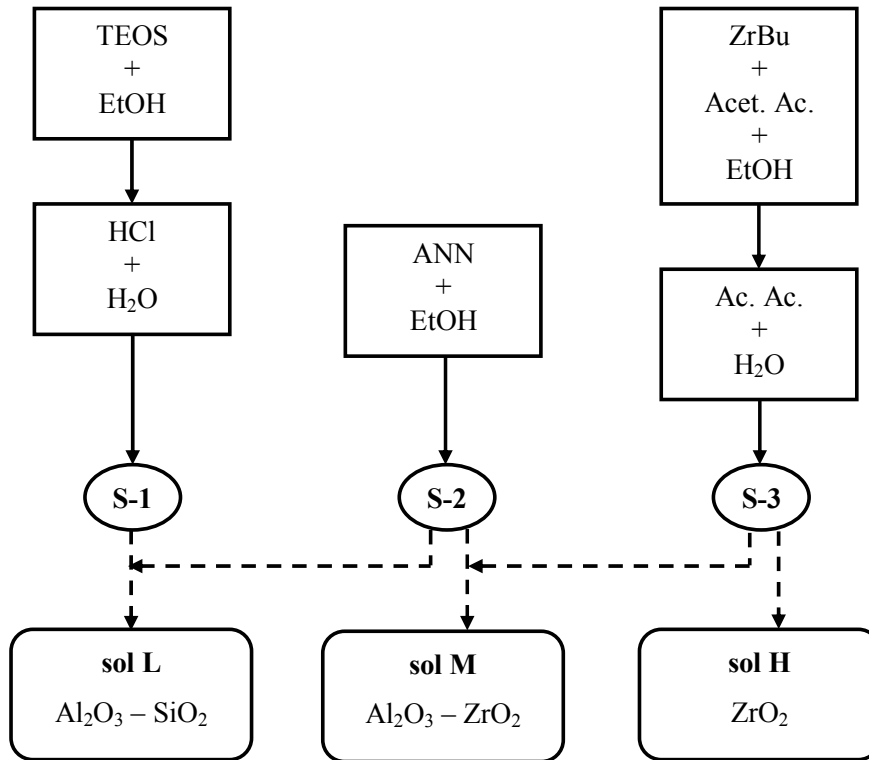 TEOS
+
EtOH
HCl
+
H₂O
ANN
+
EtOH
ZrBu
+
Acet. Ac.
+
EtOH
Ac. Ac.
+
H₂O
S-1
S-2
S-3
sol L
Al₂O₃ – SiO₂
sol M
Al₂O₃ – ZrO₂
sol H
ZrO₂